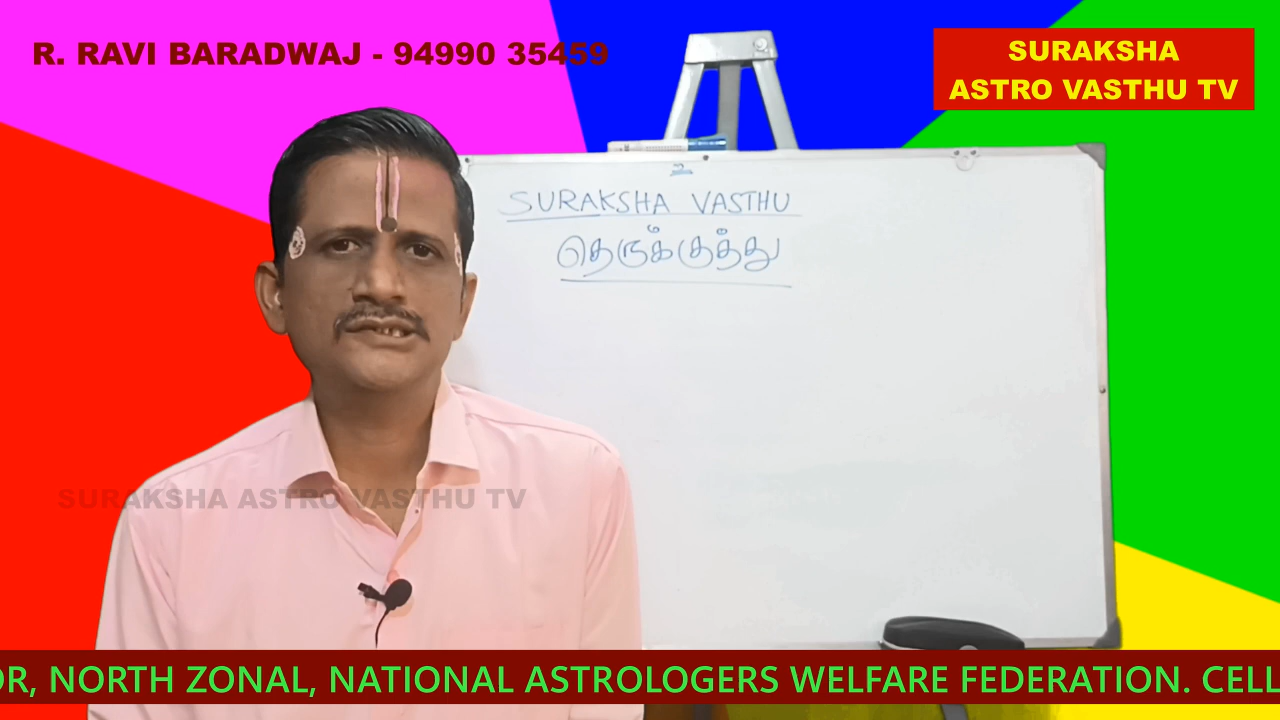 R. RAVI BARADWAJ - 94990 35459
SURAKSHA
ASTRO VASTHU TV
உ
SURAKSHA VASTHU
தெருக்குத்து
SURAKSHA ASTRO VASTHU TV
OR, NORTH ZONAL, NATIONAL ASTROLOGERS WELFARE FEDERATION. CELL